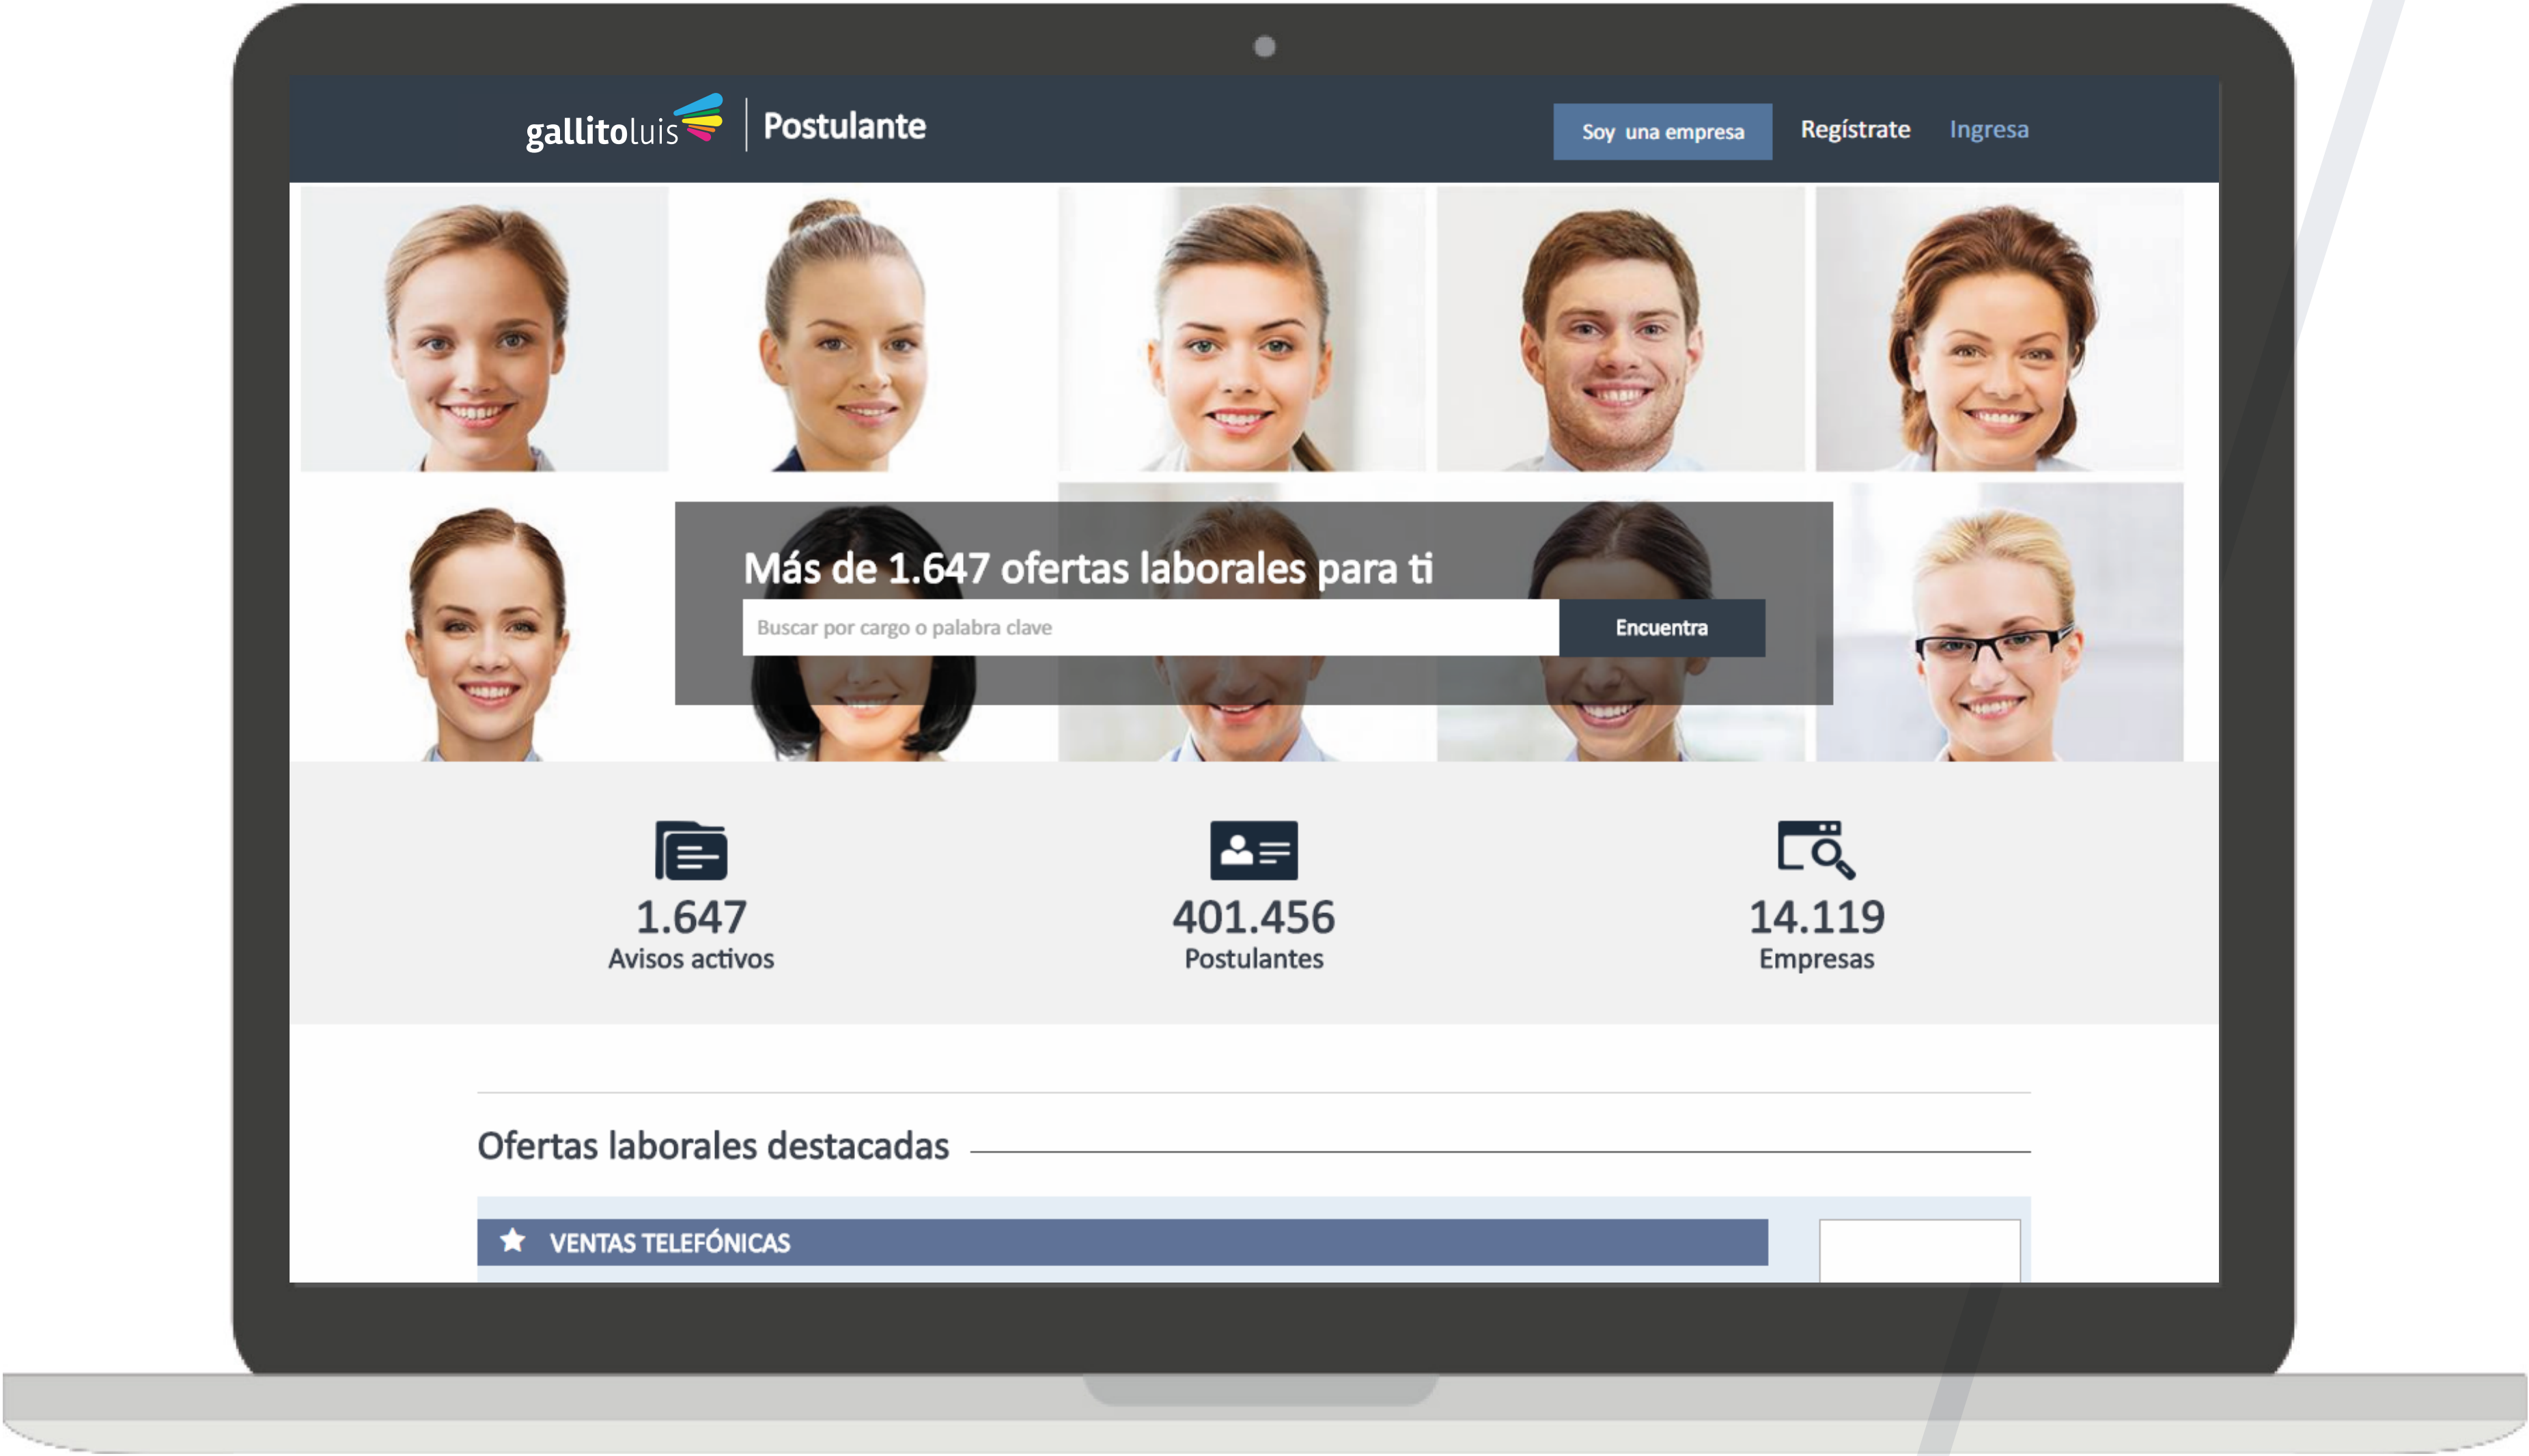 gallitoluis
Postulante
Soy una empresa
Regístrate
Ingresa
Más de 1.647 ofertas laborales para ti
Buscar por cargo o palabra clave
Encuentra
1.647
Avisos activos
401.456
Postulantes
14.119
Empresas
Ofertas laborales destacadas
VENTAS TELEFÓNICAS